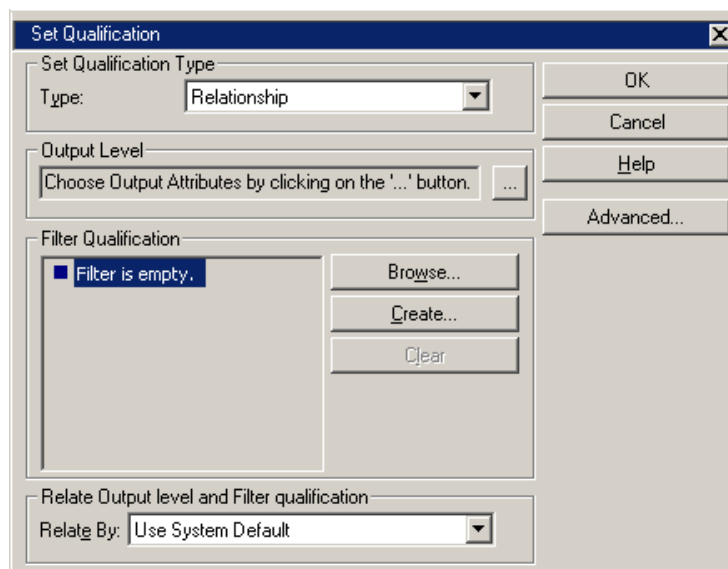 Set Qualification
Set Qualification Type
Type: Relationship
OK
Cancel
Help
Advanced...
Output Level
Choose Output Attributes by clicking on the '...' button. ...
Filter Qualification
Filter is empty.
Browse...
Create...
Clear
Relate Output level and Filter qualification
Relate By: Use System Default